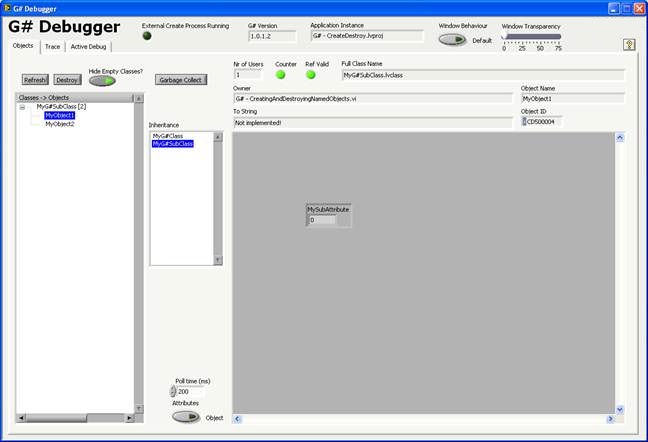 G# Debugger
G# Debugger
External Create Process Running
G# Version
1.0.1.2
Application Instance
G# - CreateDestroy.lvproj
Window Behaviour
Default
Window Transparency
0 25 50 75
Objects
Trace
Active Debug
Refresh
Destroy
Hide Empty Classes?
Garbage Collect
Nr of Users
1
Counter
Ref Valid
Full Class Name
MyG#SubClass.lvclass
Owner
G# - CreatingAndDestroyingNamedObjects.vi
Object Name
MyObject1
To String
Not implemented!
Object ID
CD500004
Classes -> Objects
MyG#SubClass [2]
MyObject1
MyObject2
Inheritance
MyG#Class
MyG#SubClass
MySubAttribute
0
Poll time (ms)
200
Attributes
Object